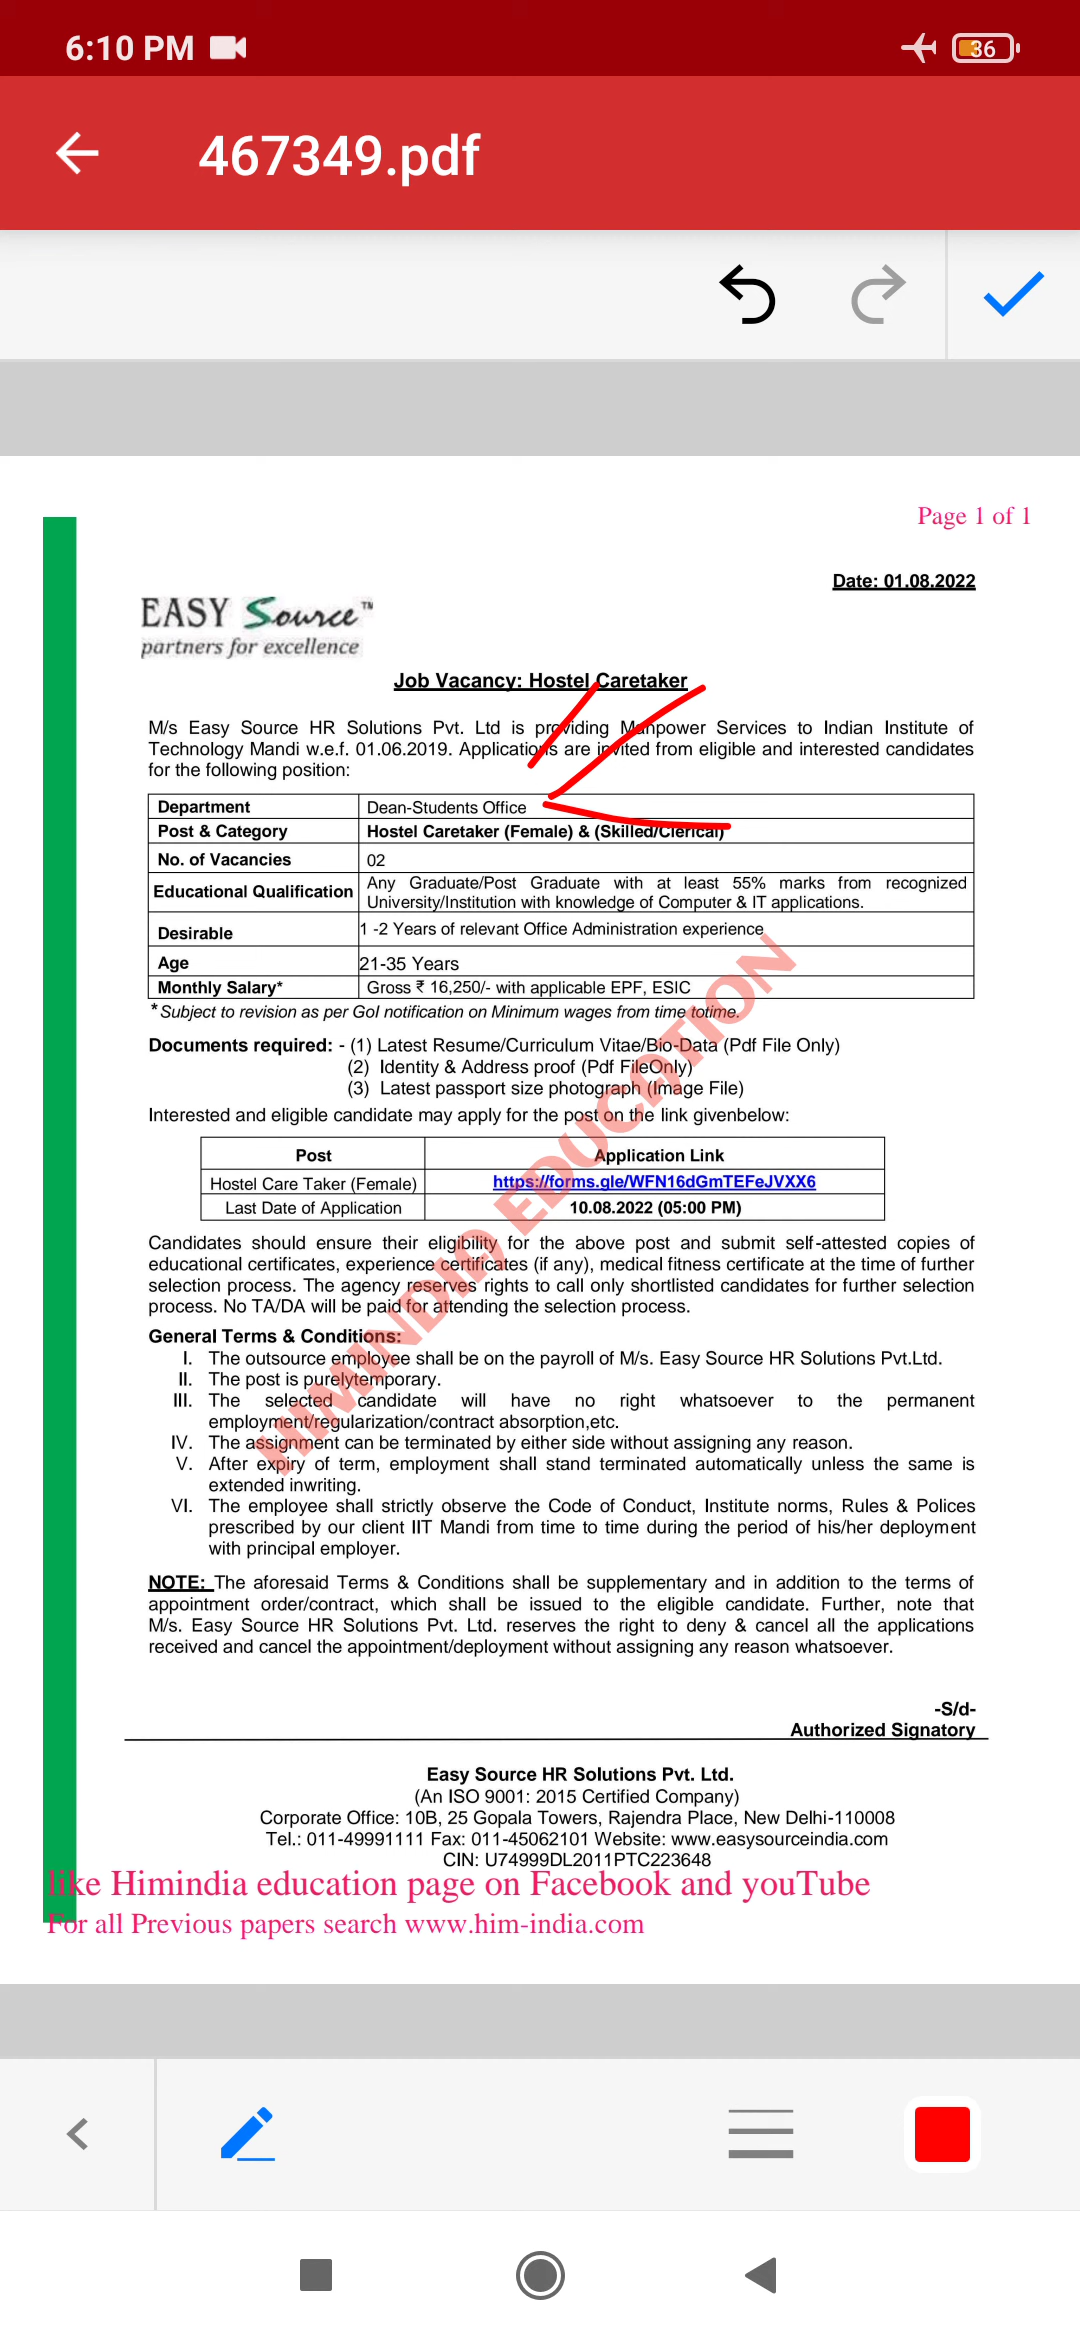 6:10 PM
36
467349.pdf
Page 1 of 1
Date: 01.08.2022
EASY Source™
partners for excellence
Job Vacancy: Hostel Caretaker
M/s Easy Source HR Solutions Pvt. Ltd is providing Manpower Services to Indian Institute of
Technology Mandi w.e.f. 01.06.2019. Applications are invited from eligible and interested candidates
for the following position:
Department Dean-Students Office
Post & Category Hostel Caretaker (Female) & (Skilled/Clerical)
No. of Vacancies 02
Educational Qualification Any Graduate/Post Graduate with at least 55% marks from recognized
University/Institution with knowledge of Computer & IT applications.
Desirable 1 -2 Years of relevant Office Administration experience
Age 21-35 Years
Monthly Salary* Gross ₹ 16,250/- with applicable EPF, ESIC
*Subject to revision as per GoI notification on Minimum wages from time totime.
Documents required: - (1) Latest Resume/Curriculum Vitae/Bio-Data (Pdf File Only)
(2) Identity & Address proof (Pdf FileOnly)
(3) Latest passport size photograph (Image File)
Interested and eligible candidate may apply for the post on the link givenbelow:
Post Application Link
Hostel Care Taker (Female) https://forms.gle/WFN16dGmTEFeJVXX6
Last Date of Application 10.08.2022 (05:00 PM)
Candidates should ensure their eligibility for the above post and submit self-attested copies of
educational certificates, experience certificates (if any), medical fitness certificate at the time of further
selection process. The agency reserves rights to call only shortlisted candidates for further selection
process. No TA/DA will be paid for attending the selection process.
General Terms & Conditions:
I. The outsource employee shall be on the payroll of M/s. Easy Source HR Solutions Pvt.Ltd.
II. The post is purelytemporary.
III. The selected candidate will have no right whatsoever to the permanent
employment/regularization/contract absorption,etc.
IV. The assignment can be terminated by either side without assigning any reason.
V. After expiry of term, employment shall stand terminated automatically unless the same is
extended inwriting.
VI. The employee shall strictly observe the Code of Conduct, Institute norms, Rules & Polices
prescribed by our client IIT Mandi from time to time during the period of his/her deployment
with principal employer.
NOTE: The aforesaid Terms & Conditions shall be supplementary and in addition to the terms of
appointment order/contract, which shall be issued to the eligible candidate. Further, note that
M/s. Easy Source HR Solutions Pvt. Ltd. reserves the right to deny & cancel all the applications
received and cancel the appointment/deployment without assigning any reason whatsoever.
HIMINDIA EDUCATION
-S/d-
Authorized Signatory
Easy Source HR Solutions Pvt. Ltd.
(An ISO 9001: 2015 Certified Company)
Corporate Office: 10B, 25 Gopala Towers, Rajendra Place, New Delhi-110008
Tel.: 011-49991111 Fax: 011-45062101 Website: www.easysourceindia.com
CIN: U74999DL2011PTC223648
like Himindia education page on Facebook and youTube
For all Previous papers search www.him-india.com